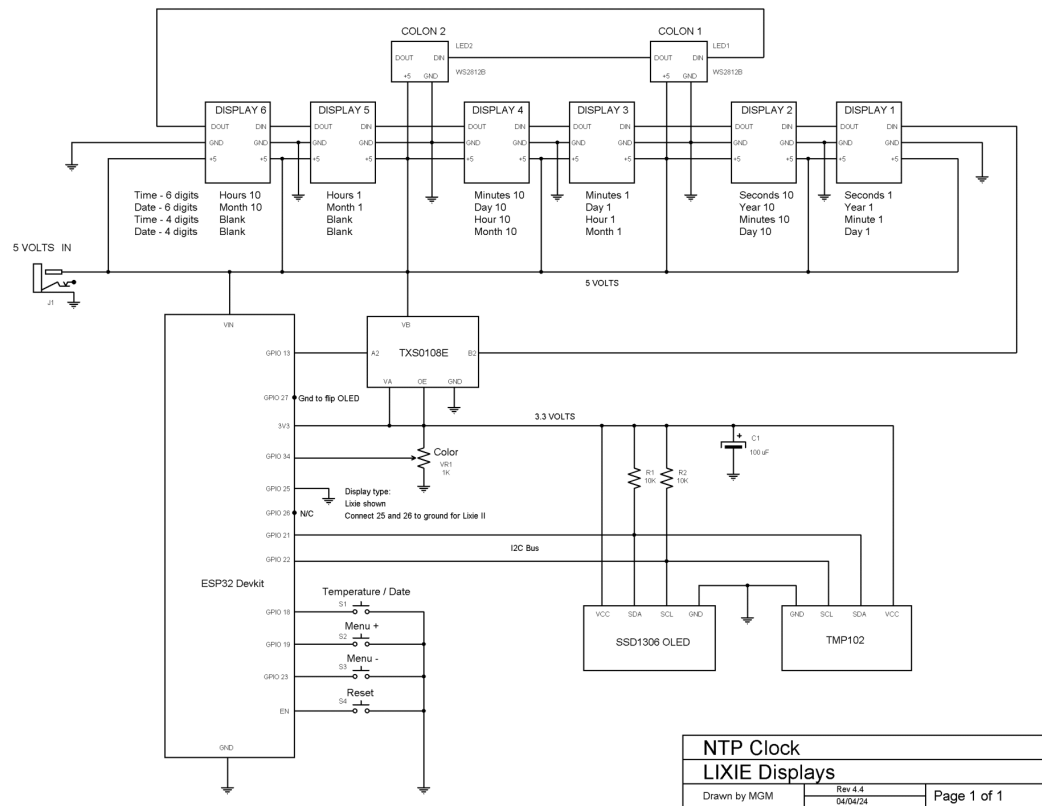 COLON 2
COLON 1
LED2
LED1
DOUT DIN
DOUT DIN
+5 GND
+5 GND
WS2812B
WS2812B
DISPLAY 6
DISPLAY 5
DISPLAY 4
DISPLAY 3
DISPLAY 2
DISPLAY 1
DOUT DIN
DOUT DIN
DOUT DIN
DOUT DIN
DOUT DIN
DOUT DIN
GND GND
GND GND
GND GND
GND GND
GND GND
GND GND
+5 +5
+5 +5
+5 +5
+5 +5
+5 +5
+5 +5
Time - 6 digits Hours 10 Hours 1 Minutes 10 Minutes 1 Seconds 10 Seconds 1
Date - 6 digits Month 10 Month 1 Day 10 Day 1 Year 10 Year 1
Time - 4 digits Blank Blank Hour 10 Hour 1 Minutes 10 Minute 1
Date - 4 digits Blank Blank Month 10 Month 1 Day 10 Day 1
5 VOLTS IN
J1
5 VOLTS
VIN
VB
GPIO 13
A2 TXS0108E B2
VA OE GND
GPIO 27 Gnd to flip OLED
3.3 VOLTS
3V3
C1
+
100 uF
Color
GPIO 34
VR1
1K
R1
10K
R2
10K
GPIO 25
Display type:
Lixie shown
Connect 25 and 26 to ground for Lixie II
GPIO 26 N/C
GPIO 21
I2C Bus
GPIO 22
ESP32 Devkit
Temperature / Date
S1
GPIO 18
Menu +
S2
GPIO 19
Menu -
S3
GPIO 23
Reset
S4
EN
GND
VCC SDA SCL GND
SSD1306 OLED
GND SCL SDA VCC
TMP102
NTP Clock
LIXIE Displays
Drawn by MGM
Rev 4.4
04/04/24
Page 1 of 1